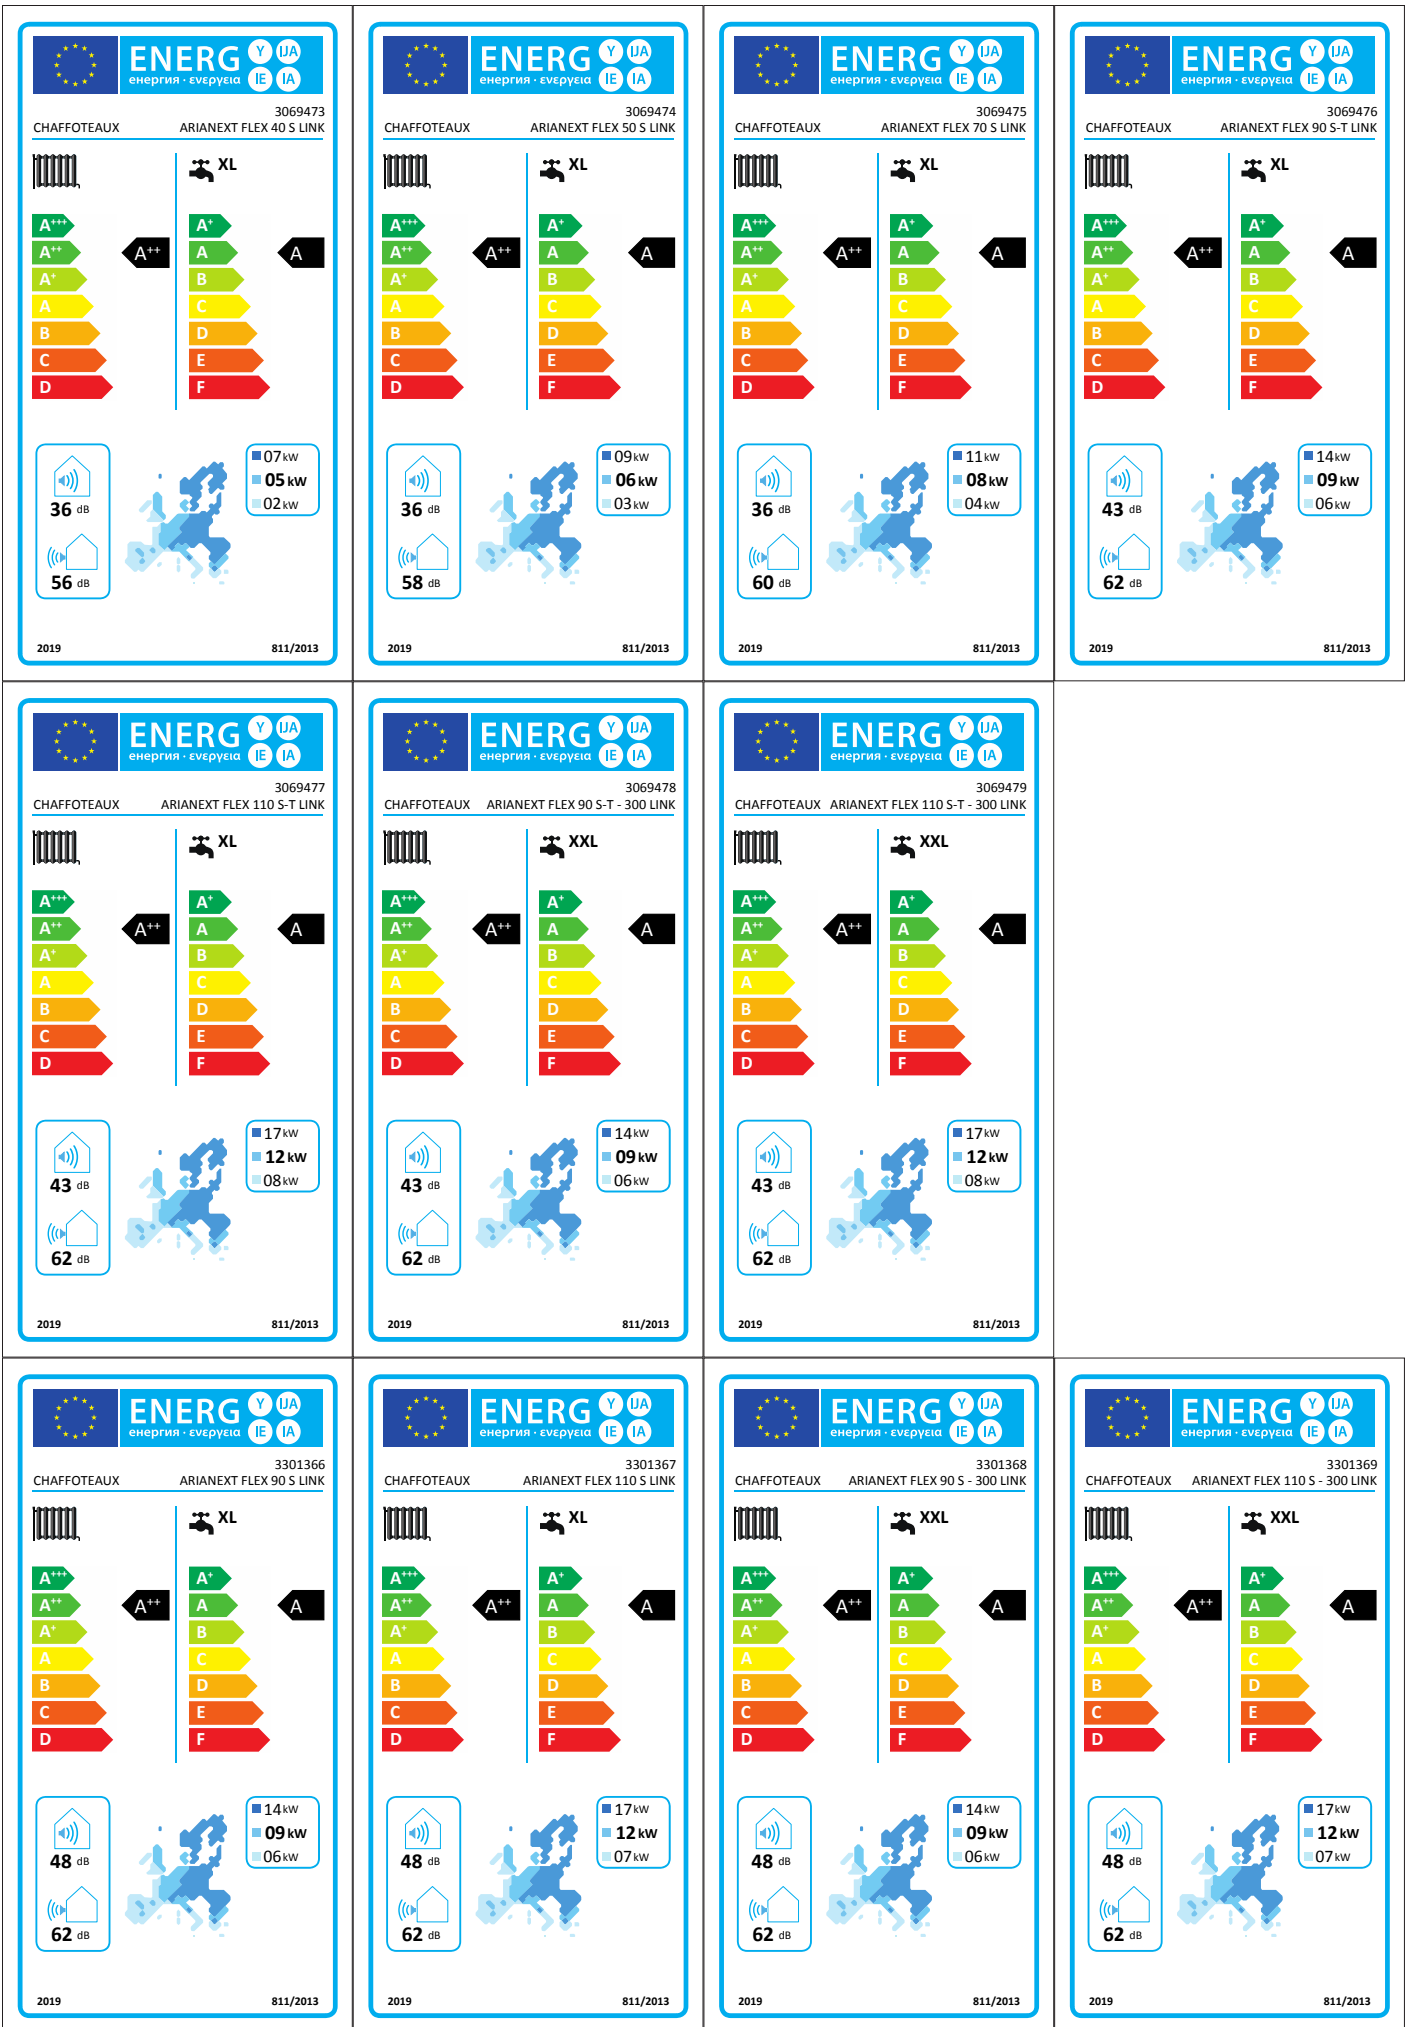 ENERG Y IJA
енергия · ενεργεια IE IA
3069473
CHAFFOTEAUX ARIANEXT FLEX 40 S LINK
XL
A+++ A+
A++ A++ A A
A+ B
A C
B D
C E
D F
07 kW
05 kW
02 kW
36 dB
56 dB
2019 811/2013
ENERG Y IJA
енергия · ενεργεια IE IA
3069474
CHAFFOTEAUX ARIANEXT FLEX 50 S LINK
XL
A+++ A+
A++ A++ A A
A+ B
A C
B D
C E
D F
09 kW
06 kW
03 kW
36 dB
58 dB
2019 811/2013
ENERG Y IJA
енергия · ενεργεια IE IA
3069475
CHAFFOTEAUX ARIANEXT FLEX 70 S LINK
XL
A+++ A+
A++ A++ A A
A+ B
A C
B D
C E
D F
11 kW
08 kW
04 kW
36 dB
60 dB
2019 811/2013
ENERG Y IJA
енергия · ενεργεια IE IA
3069476
CHAFFOTEAUX ARIANEXT FLEX 90 S-T LINK
XL
A+++ A+
A++ A++ A A
A+ B
A C
B D
C E
D F
14 kW
09 kW
06 kW
43 dB
62 dB
2019 811/2013
ENERG Y IJA
енергия · ενεργεια IE IA
3069477
CHAFFOTEAUX ARIANEXT FLEX 110 S-T LINK
XL
A+++ A+
A++ A++ A A
A+ B
A C
B D
C E
D F
17 kW
12 kW
08 kW
43 dB
62 dB
2019 811/2013
ENERG Y IJA
енергия · ενεργεια IE IA
3069478
CHAFFOTEAUX ARIANEXT FLEX 90 S-T - 300 LINK
XXL
A+++ A+
A++ A++ A A
A+ B
A C
B D
C E
D F
14 kW
09 kW
06 kW
43 dB
62 dB
2019 811/2013
ENERG Y IJA
енергия · ενεργεια IE IA
3069479
CHAFFOTEAUX ARIANEXT FLEX 110 S-T - 300 LINK
XXL
A+++ A+
A++ A++ A A
A+ B
A C
B D
C E
D F
17 kW
12 kW
08 kW
43 dB
62 dB
2019 811/2013
ENERG Y IJA
енергия · ενεργεια IE IA
3301366
CHAFFOTEAUX ARIANEXT FLEX 90 S LINK
XL
A+++ A+
A++ A++ A A
A+ B
A C
B D
C E
D F
14 kW
09 kW
06 kW
48 dB
62 dB
2019 811/2013
ENERG Y IJA
енергия · ενεργεια IE IA
3301367
CHAFFOTEAUX ARIANEXT FLEX 110 S LINK
XL
A+++ A+
A++ A++ A A
A+ B
A C
B D
C E
D F
17 kW
12 kW
07 kW
48 dB
62 dB
2019 811/2013
ENERG Y IJA
енергия · ενεργεια IE IA
3301368
CHAFFOTEAUX ARIANEXT FLEX 90 S - 300 LINK
XXL
A+++ A+
A++ A++ A A
A+ B
A C
B D
C E
D F
14 kW
09 kW
06 kW
48 dB
62 dB
2019 811/2013
ENERG Y IJA
енергия · ενεργεια IE IA
3301369
CHAFFOTEAUX ARIANEXT FLEX 110 S - 300 LINK
XXL
A+++ A+
A++ A++ A A
A+ B
A C
B D
C E
D F
17 kW
12 kW
07 kW
48 dB
62 dB
2019 811/2013